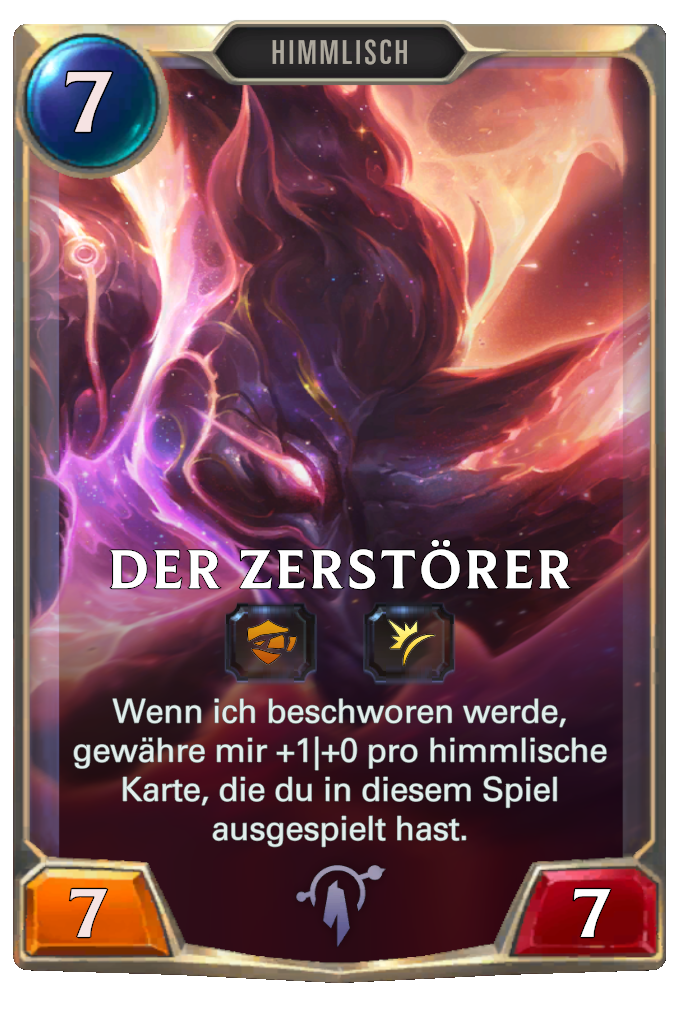 HIMMLISCH
7
DER ZERSTÖRER
Wenn ich beschworen werde,
gewähre mir +1|+0 pro himmlische
Karte, die du in diesem Spiel
ausgespielt hast.
7
7